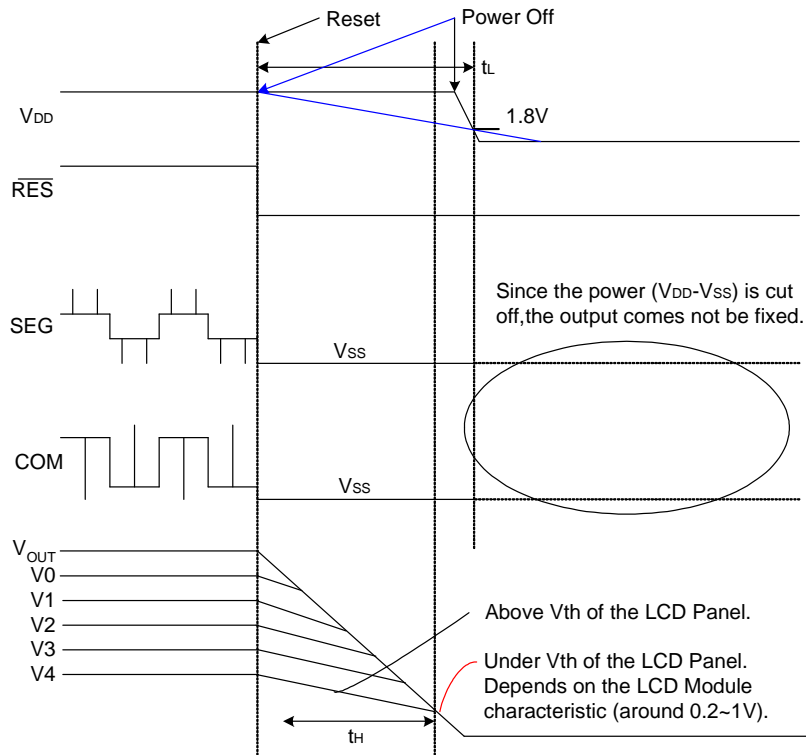 Reset
Power Off
tL
VDD
1.8V
RES
Since the power (VDD-VSS) is cut
off,the output comes not be fixed.
SEG
VSS
COM
VSS
VOUT
V0
V1
V2
V3
V4
Above Vth of the LCD Panel.
Under Vth of the LCD Panel.
Depends on the LCD Module
characteristic (around 0.2~1V).
tH